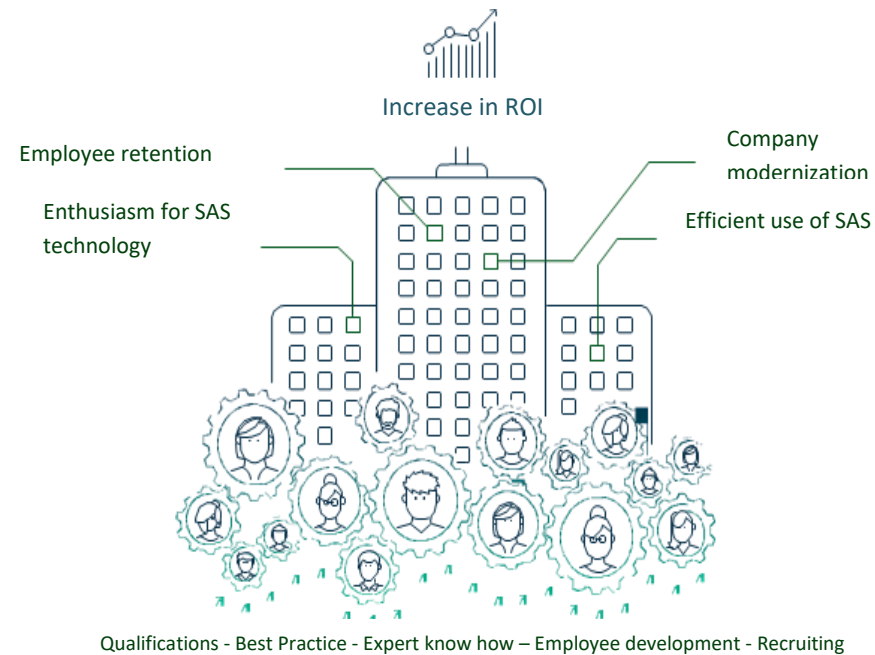 Increase in ROI
Employee retention
Company
modernization
Enthusiasm for SAS
technology
Efficient use of SAS
Qualifications - Best Practice - Expert know how – Employee development - Recruiting